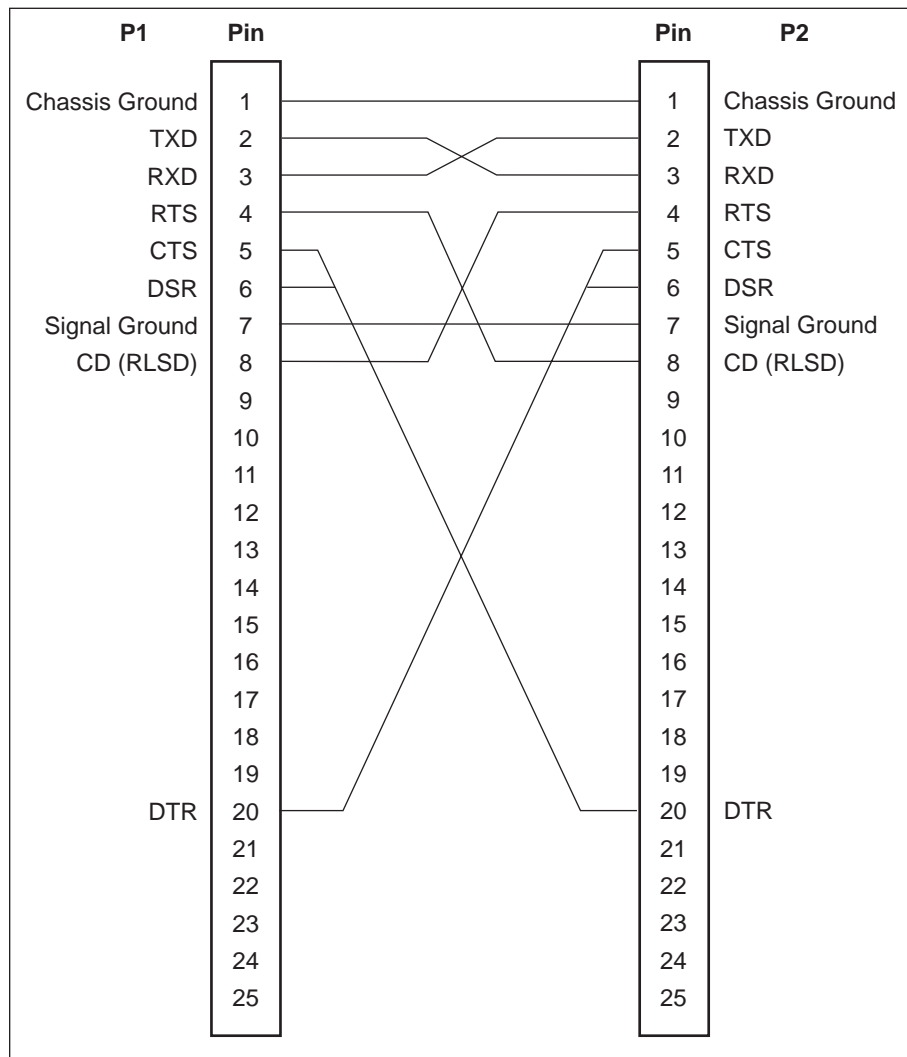 P1 Pin Pin P2
Chassis Ground 1 1 Chassis Ground
TXD 2 2 TXD
RXD 3 3 RXD
RTS 4 4 RTS
CTS 5 5 CTS
DSR 6 6 DSR
Signal Ground 7 7 Signal Ground
CD (RLSD) 8 8 CD (RLSD)
9 9
10 10
11 11
12 12
13 13
14 14
15 15
16 16
17 17
18 18
19 19
DTR 20 20 DTR
21 21
22 22
23 23
24 24
25 25